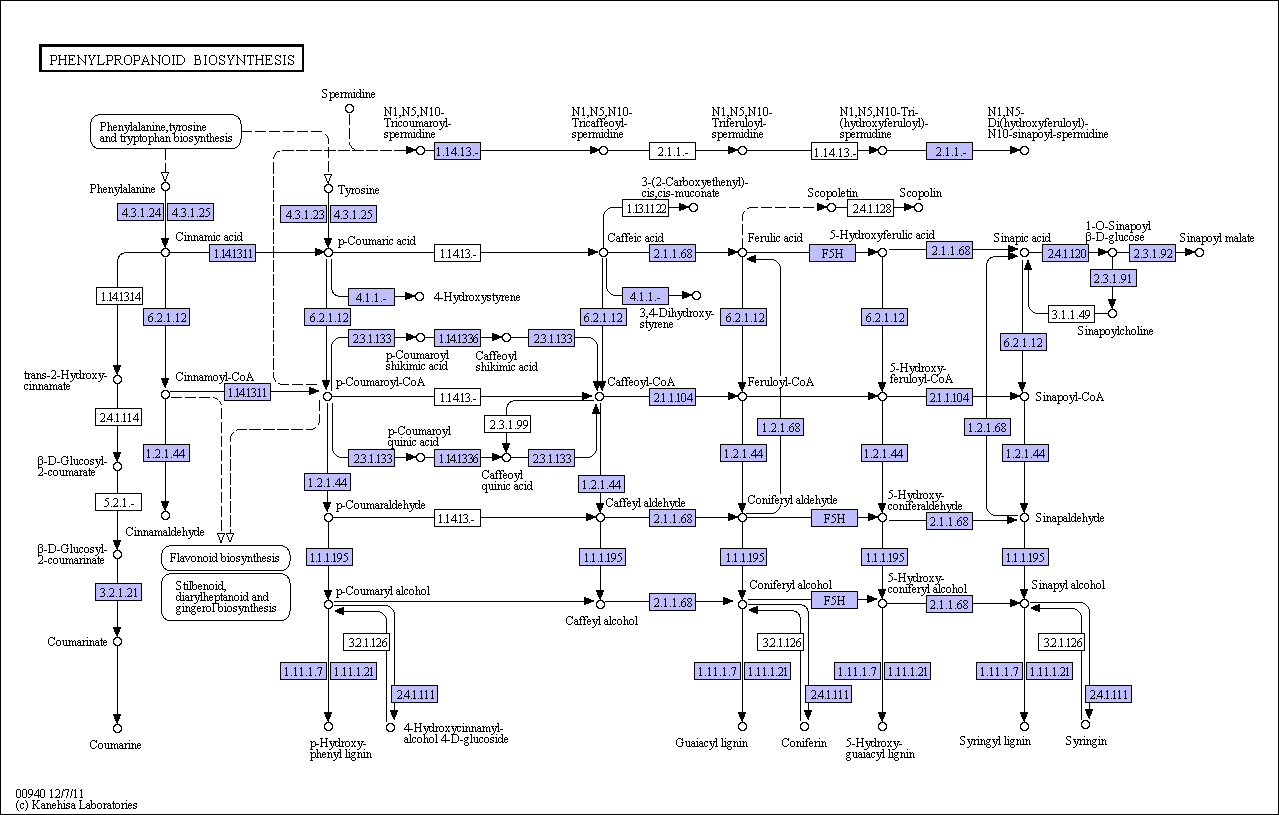 PHENYLPROPANOID BIOSYNTHESIS
Spermidine
N1,N5,N10-
Tricoumaroyl-
spermidine
N1,N5,N10-
Tricaffeoyl-
spermidine
N1,N5,N10-
Triferuloyl-
spermidine
N1,N5,N10-Tri-
(hydroxyferuloyl)-
spermidine
N1,N5-
Di(hydroxyferuloyl)-
N10-sinapoyl-spermidine
Phenylalanine, tyrosine
and tryptophan biosynthesis
1.14.13.-
2.1.1.-
1.14.13.-
2.1.1.-
Phenylalanine
Tyrosine
3-(2-Carboxyethenyl)-
cis,cis-muconate
Scopoletin
Scopolin
4.3.1.24
4.3.1.25
4.3.1.23
4.3.1.25
1.13.1122
2.4.1.128
Cinnamic acid
p-Coumaric acid
Caffeic acid
Ferulic acid
5-Hydroxyferulic acid
Sinapic acid
1-O-Sinapoyl
β-D-glucose
Sinapoyl malate
1.14.1311
1.14.13.-
2.1.1.68
F5H
2.1.1.68
2.4.1.120
2.3.1.92
2.3.1.91
1.14.1314
4.1.1.-
4-Hydroxystyrene
4.1.1.-
3,4-Dihydroxy-
styrene
3.1.1.49
Sinapoylcholine
6.2.1.12
6.2.1.12
6.2.1.12
6.2.1.12
6.2.1.12
6.2.1.12
2.3.1.133
1.14.1336
2.3.1.133
p-Coumaroyl
shikimic acid
Caffeoyl
shikimic acid
trans-2-Hydroxy-
cinnamate
Cinnamoyl-CoA
p-Coumaroyl-CoA
Caffeoyl-CoA
Feruloyl-CoA
5-Hydroxy-
feruloyl-CoA
Sinapoyl-CoA
1.14.1311
1.14.13.-
2.1.1.104
2.1.1.104
2.4.1.114
2.3.1.99
1.2.1.68
1.2.1.68
p-Coumaroyl
quinic acid
1.2.1.44
2.3.1.133
1.14.1336
2.3.1.133
1.2.1.44
1.2.1.44
1.2.1.44
β-D-Glucosyl-
2-coumarate
Caffeoyl
quinic acid
1.2.1.44
1.2.1.44
5.2.1.-
p-Coumaraldehyde
Caffeyl aldehyde
Coniferyl aldehyde
5-Hydroxy-
coniferaldehyde
Sinapaldehyde
Cinnamaldehyde
1.14.13.-
2.1.1.68
F5H
2.1.1.68
β-D-Glucosyl-
2-coumarinate
Flavonoid biosynthesis
1.1.1.195
1.1.1.195
1.1.1.195
1.1.1.195
1.1.1.195
Stilbenoid,
diarylheptanoid and
gingerol biosynthesis
3.2.1.21
p-Coumaryl alcohol
Caffeyl alcohol
Coniferyl alcohol
5-Hydroxy-
coniferyl alcohol
Sinapyl alcohol
2.1.1.68
F5H
2.1.1.68
Coumarinate
3.2.1.126
3.2.1.126
3.2.1.126
1.11.1.7
1.11.1.21
1.11.1.7
1.11.1.21
1.11.1.7
1.11.1.21
1.11.1.7
1.11.1.21
2.4.1.111
2.4.1.111
2.4.1.111
Coumarine
p-Hydroxy-
phenyl lignin
4-Hydroxycinnamyl-
alcohol 4-D-glucoside
Guaiacyl lignin
Coniferin
5-Hydroxy-
guaiacyl lignin
Syringyl lignin
Syringin
00940 12/7/11
(c) Kanehisa Laboratories